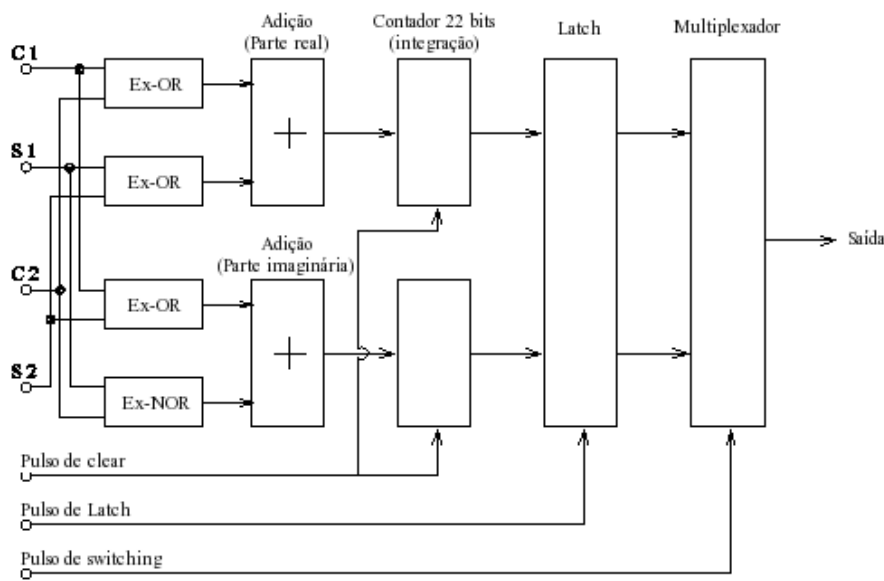 Adição
(Parte real)
Contador 22 bits
(integração)
Latch
Multiplexador
C1
Ex-OR
+
S1
Ex-OR
Adição
(Parte imaginária)
Saída
C2
Ex-OR
+
S2
Ex-NOR
Pulso de clear
Pulso de Latch
Pulso de switching